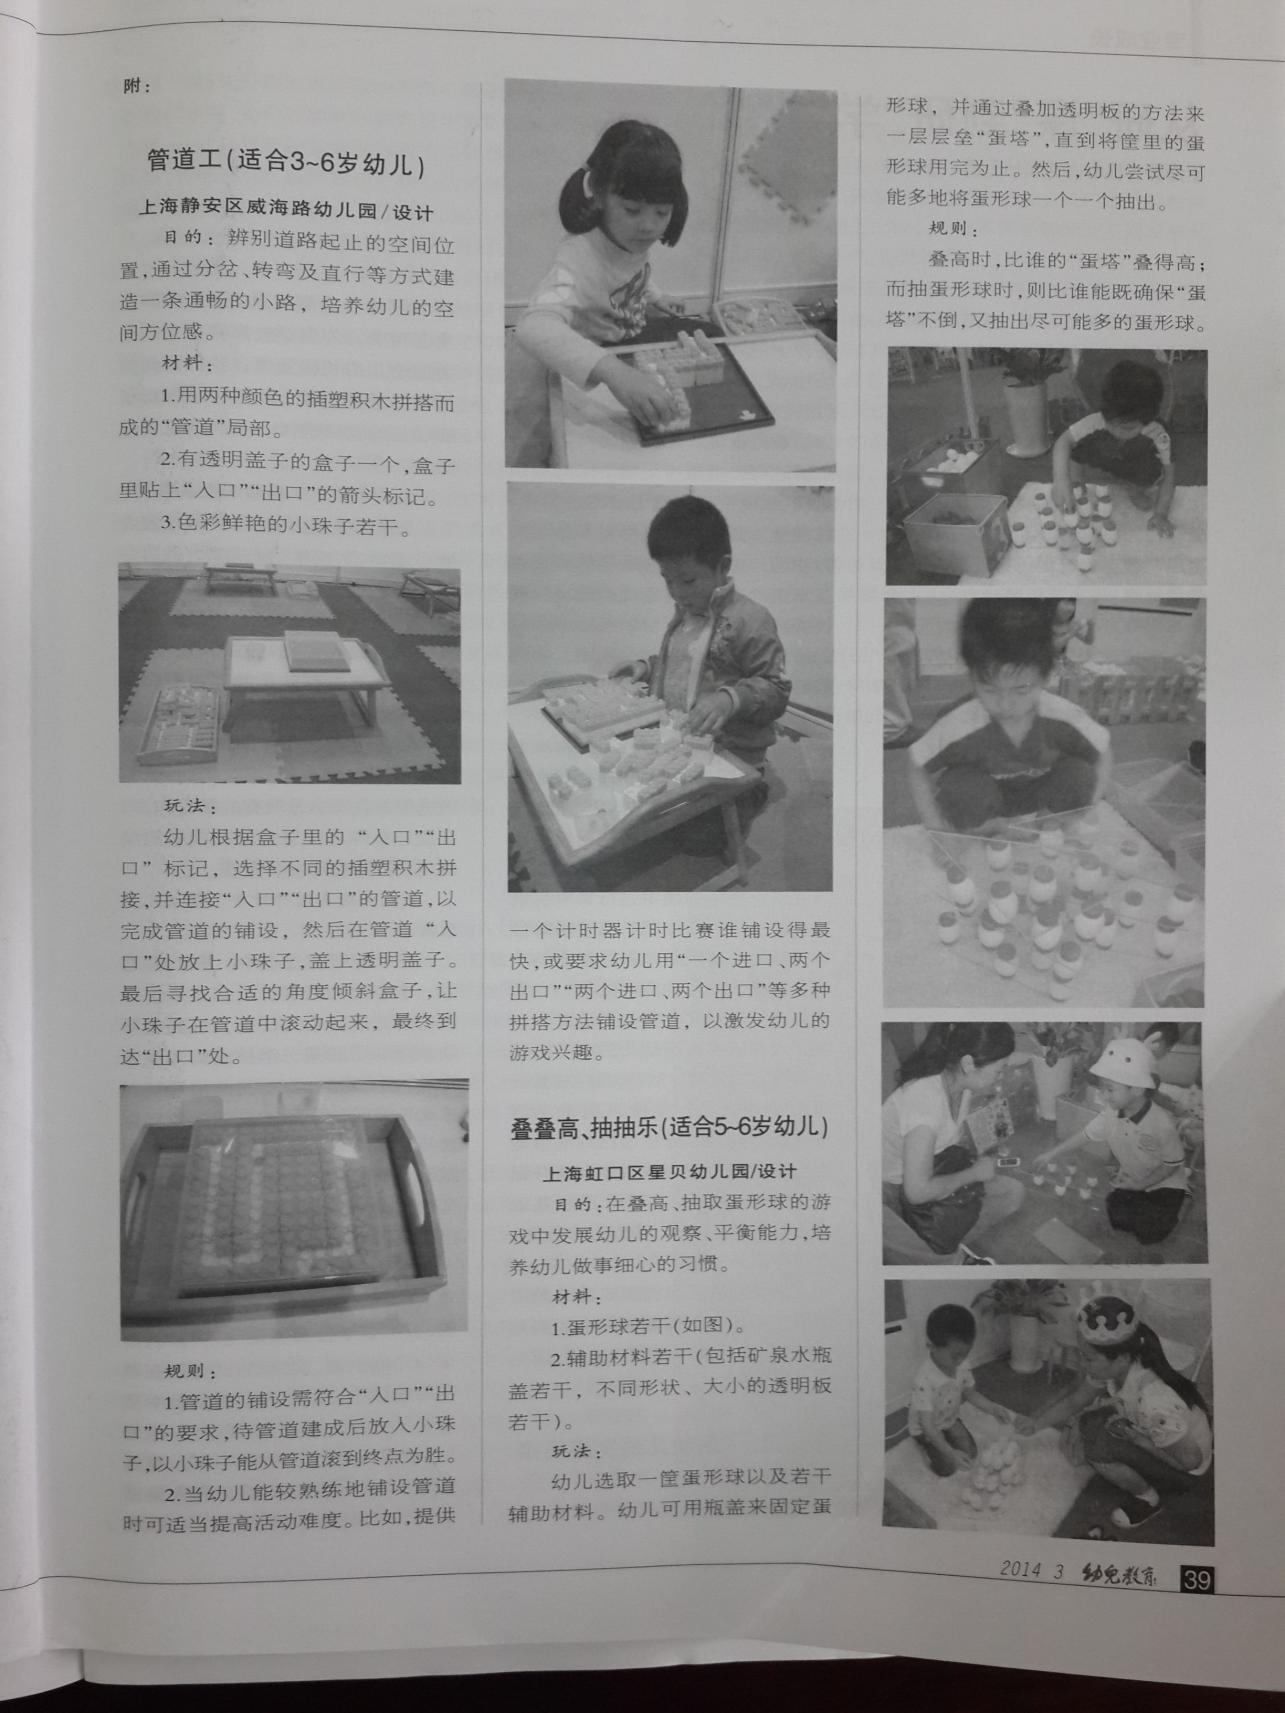 附：
管道工(适合3~6岁幼儿)
上海静安区威海路幼儿园/设计
目的：辨别道路起止的空间位
置,通过分岔、转弯及直行等方式建
造一条通畅的小路，培养幼儿的空
间方位感。
材料：
1.用两种颜色的插塑积木拼搭而
成的“管道”局部。
2.有透明盖子的盒子一个,盒子
里贴上“入口”“出口”的箭头标记。
3.色彩鲜艳的小珠子若干。
玩法：
幼儿根据盒子里的 “入口”“出
口” 标记，选择不同的插塑积木拼
接,并连接“入口”“出口”的管道,以
完成管道的铺设，然后在管道 “入
口”处放上小珠子,盖上透明盖子。
最后寻找合适的角度倾斜盒子,让
小珠子在管道中滚动起来，最终到
达“出口”处。
规则：
1.管道的铺设需符合“入口”“出
口”的要求,待管道建成后放入小珠
子,以小珠子能从管道滚到终点为胜。
2.当幼儿能较熟练地铺设管道
时可适当提高活动难度。比如,提供
一个计时器计时比赛谁铺设得最
快,或要求幼儿用“一个进口、两个
出口”“两个进口、两个出口”等多种
拼搭方法铺设管道，以激发幼儿的
游戏兴趣。
叠叠高、抽抽乐(适合5~6岁幼儿)
上海虹口区星贝幼儿园/设计
目的：在叠高、抽取蛋形球的游
戏中发展幼儿的观察、平衡能力,培
养幼儿做事细心的习惯。
材料：
1.蛋形球若干(如图)。
2.辅助材料若干(包括矿泉水瓶
盖若干，不同形状、大小的透明板
若干)。
玩法：
幼儿选取一筐蛋形球以及若干
辅助材料。幼儿可用瓶盖来固定蛋
形球，并通过叠加透明板的方法来
一层层垒“蛋塔”,直到将筐里的蛋
形球用完为止。然后,幼儿尝试尽可
能多地将蛋形球一个一个抽出。
规则：
叠高时,比谁的“蛋塔”叠得高；
而抽蛋形球时,则比谁能既确保“蛋
塔”不倒,又抽出尽可能多的蛋形球。
2014 3 幼儿教育 39